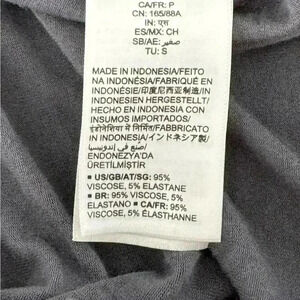 CA/FR: P
CN: 165/88A
IN: एस
ES/MX: CH
SB/AE: صغير
TU: S
MADE IN INDONESIA/FEITO
NA INDONÉSIA/FABRIQUÉ EN
INDONÉSIE/印度尼西亚制造/IN
INDONESIEN HERGESTELLT/
HECHO EN INDONESIA CON
INSUMOS IMPORTADOS/
इंडोनेशिया में निर्मित/FABBRICATO
IN INDONESIA/インドネシア製/
صنع في إندونيسيا/
ENDONEZYA'DA
ÜRETİLMİŞTİR
■ US/GB/AT/SG: 95%
VISCOSE, 5% ELASTANE
■ BR: 95% VISCOSE, 5%
ELASTANO ■ CA/FR: 95%
VISCOSE, 5% ÉLASTHANNE